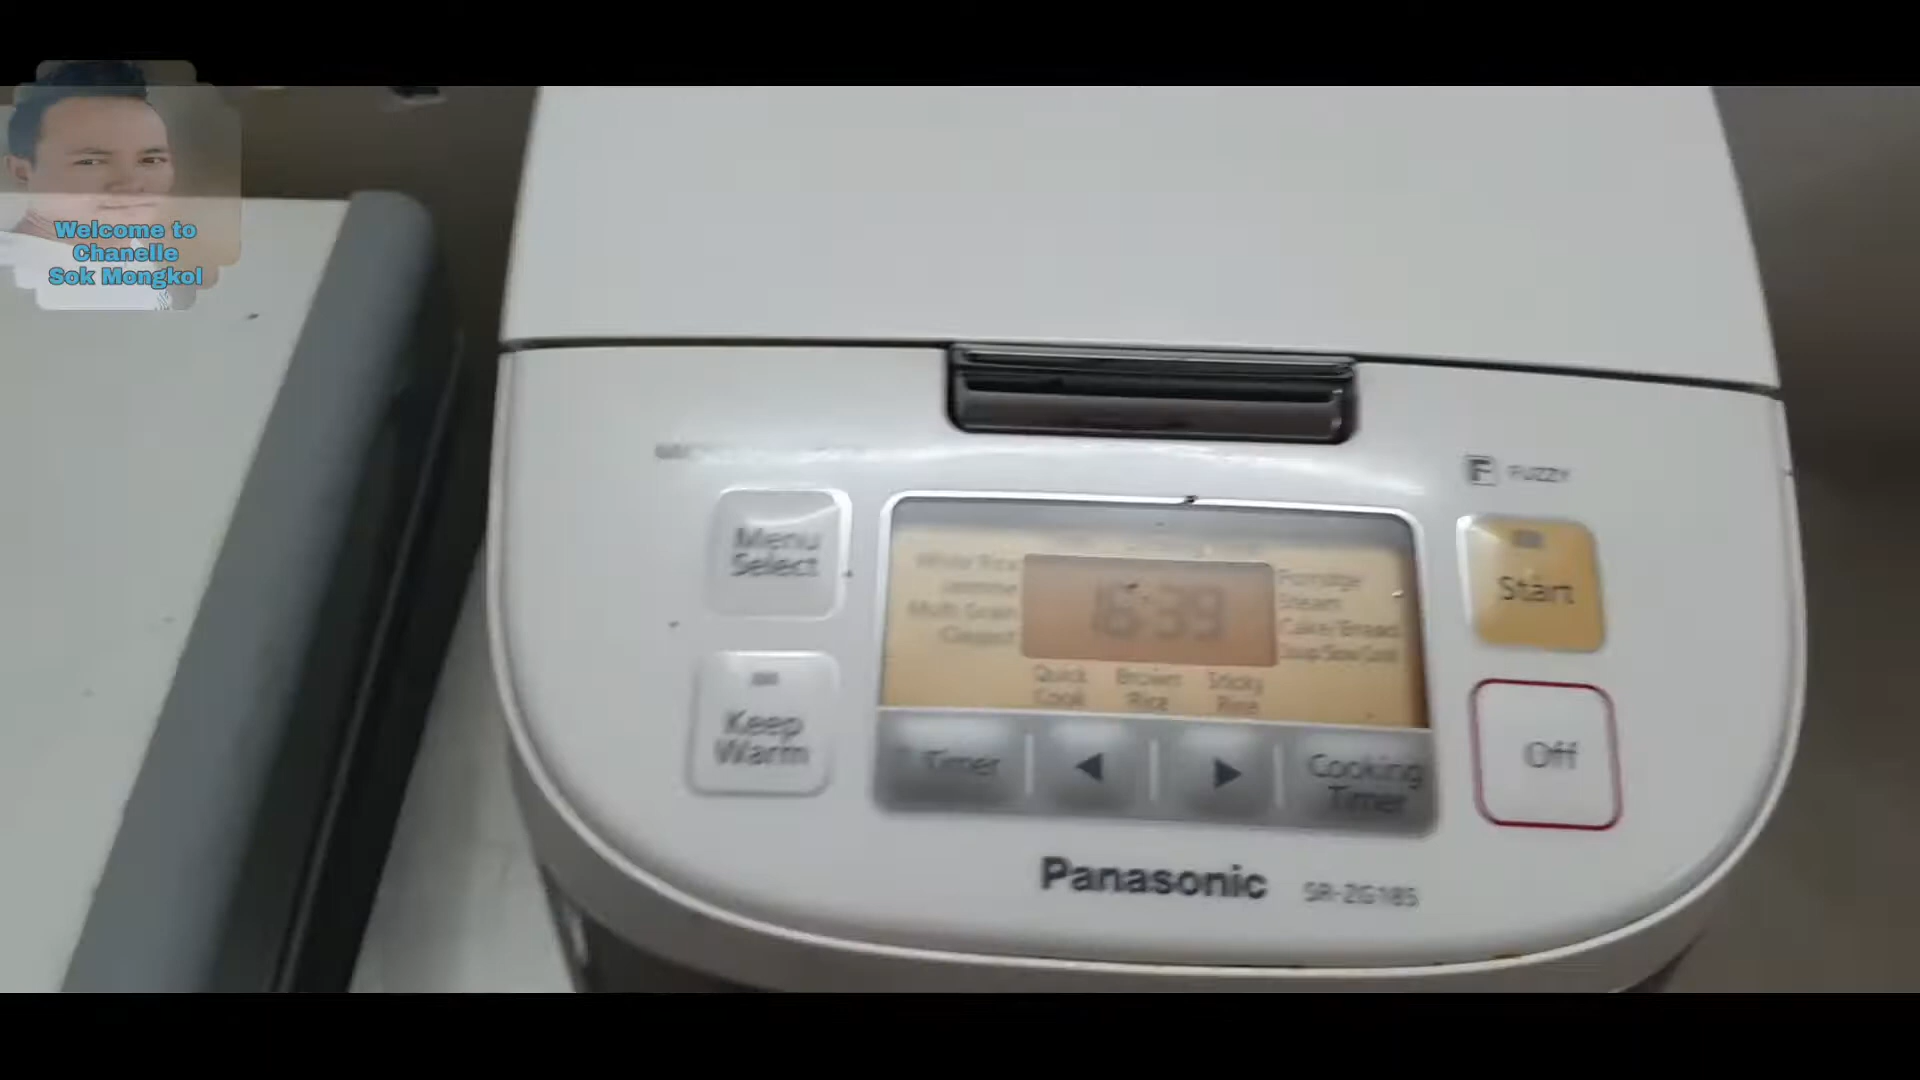 Welcome to
Chanelle
Sok Mongkol
F FUZZY
Menu
Select
Start
White Rice
Jasmine
Multi Grain
Claypot
16:39
Porridge
Steam
Cake/Bread
Soup/Slow Cook
Quick
Cook
Brown
Rice
Sticky
Rice
Keep
Warm
Off
Timer
Cooking
Timer
Panasonic
SR-ZG185